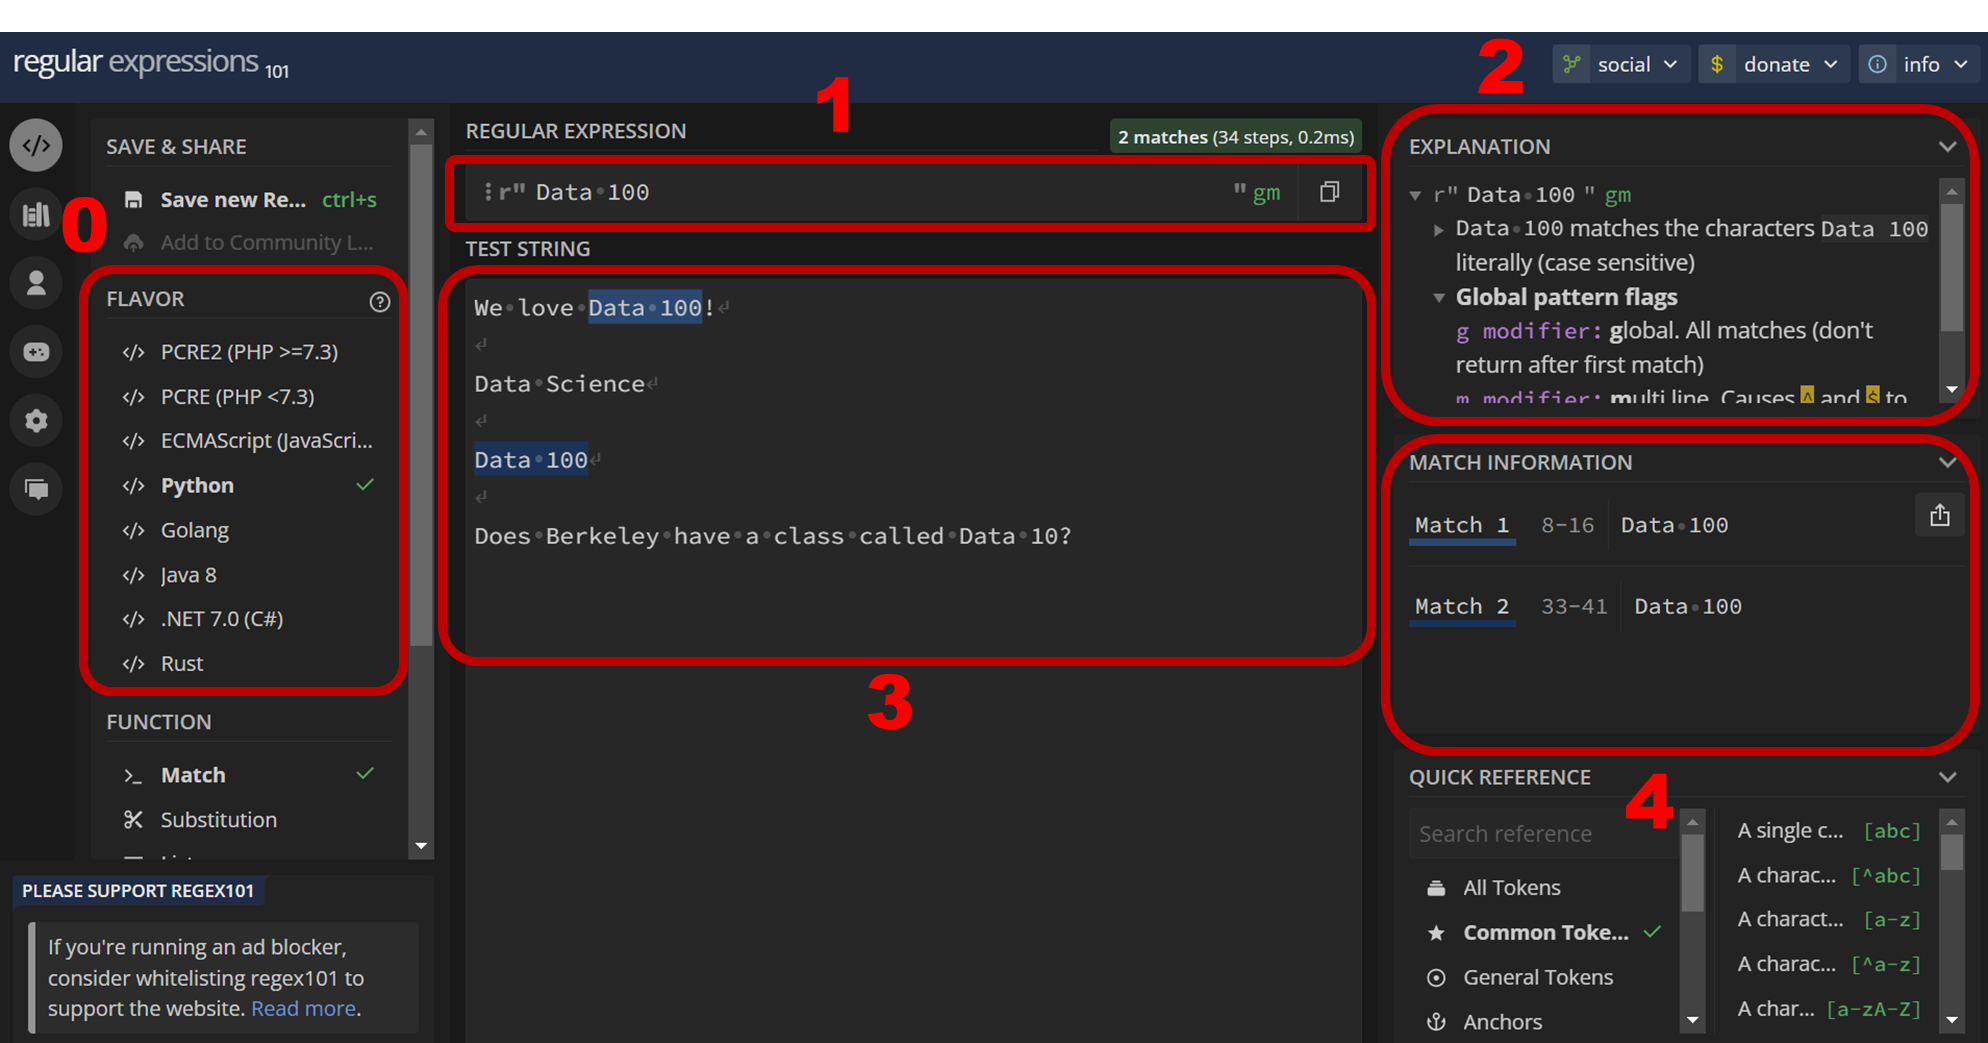 regular expressions 101
social
donate
info
0
1
2
3
4
SAVE & SHARE
Save new Re... ctrl+s
Add to Community L...
FLAVOR
PCRE2 (PHP >=7.3)
PCRE (PHP <7.3)
ECMAScript (JavaScri...
Python
Golang
Java 8
.NET 7.0 (C#)
Rust
FUNCTION
Match
Substitution
PLEASE SUPPORT REGEX101
If you're running an ad blocker,
consider whitelisting regex101 to
support the website. Read more.
REGULAR EXPRESSION
2 matches (34 steps, 0.2ms)
r" Data·100 " gm
TEST STRING
We·love·Data·100!↵
↵
Data·Science↵
↵
Data·100↵
↵
Does·Berkeley·have·a·class·called·Data·10?
EXPLANATION
r" Data·100 " gm
Data·100 matches the characters Data 100
literally (case sensitive)
Global pattern flags
g modifier: global. All matches (don't
return after first match)
m modifier: multi line. Causes ^ and $ to
MATCH INFORMATION
Match 1 8-16 Data·100
Match 2 33-41 Data·100
QUICK REFERENCE
Search reference
All Tokens
Common Toke...
General Tokens
Anchors
A single c... [abc]
A charac... [^abc]
A charact... [a-z]
A charac... [^a-z]
A char... [a-zA-Z]